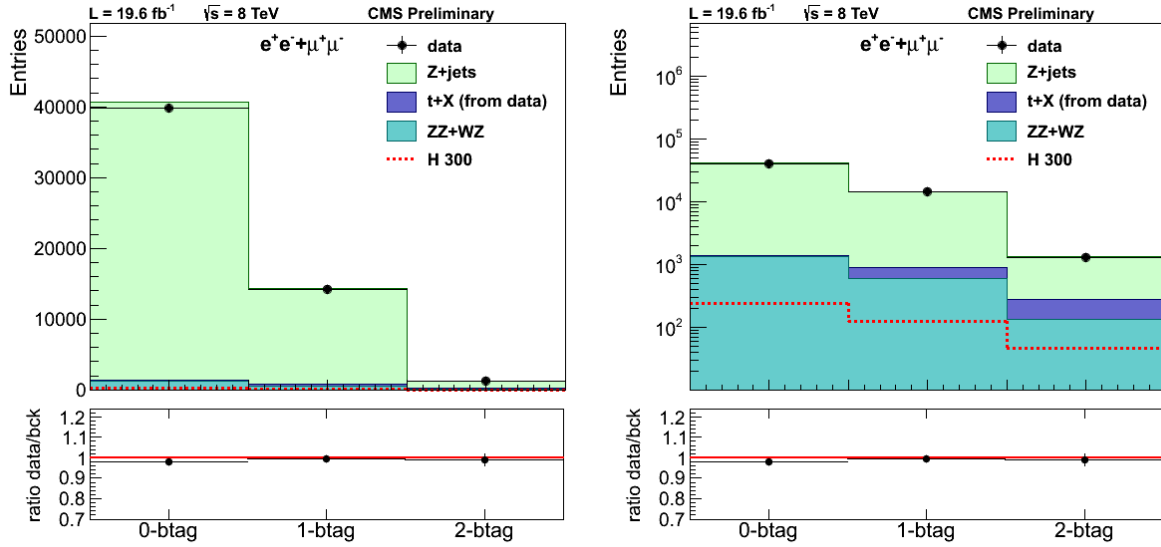 L = 19.6 fb⁻¹ √s = 8 TeV CMS Preliminary
Entries
50000
40000
30000
20000
10000
0
e⁺e⁻+μ⁺μ⁻
data
Z+jets
t+X (from data)
ZZ+WZ
H 300
ratio data/bck
1.2
1.1
1
0.9
0.8
0.7
0-btag 1-btag 2-btag
L = 19.6 fb⁻¹ √s = 8 TeV CMS Preliminary
Entries
10⁶
10⁵
10⁴
10³
10²
e⁺e⁻+μ⁺μ⁻
data
Z+jets
t+X (from data)
ZZ+WZ
H 300
ratio data/bck
1.2
1.1
1
0.9
0.8
0.7
0-btag 1-btag 2-btag